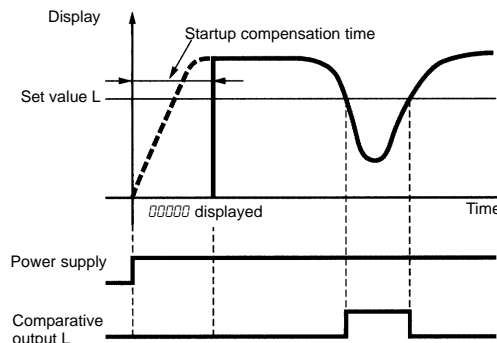 Display
Startup compensation time
Set value L
00000 displayed
Time
Power supply
Comparative
output L